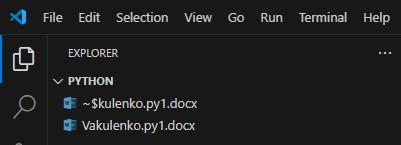 File Edit Selection View Go Run Terminal Help
EXPLORER ...
PYTHON
~$kulenko.py1.docx
Vakulenko.py1.docx